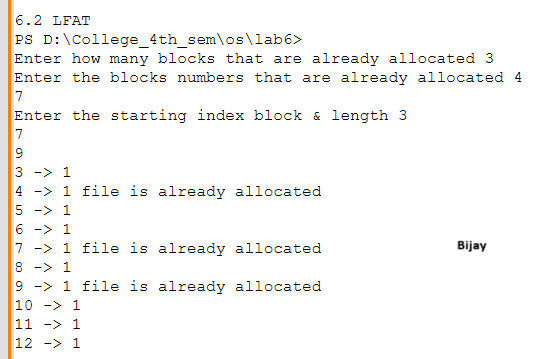 6.2 LFAT
PS D:\College_4th_sem\os\lab6>
Enter how many blocks that are already allocated 3
Enter the blocks numbers that are already allocated 4
7
Enter the starting index block & length 3
7
9
3 -> 1
4 -> 1 file is already allocated
5 -> 1
6 -> 1
7 -> 1 file is already allocated
Bijay
8 -> 1
9 -> 1 file is already allocated
10 -> 1
11 -> 1
12 -> 1